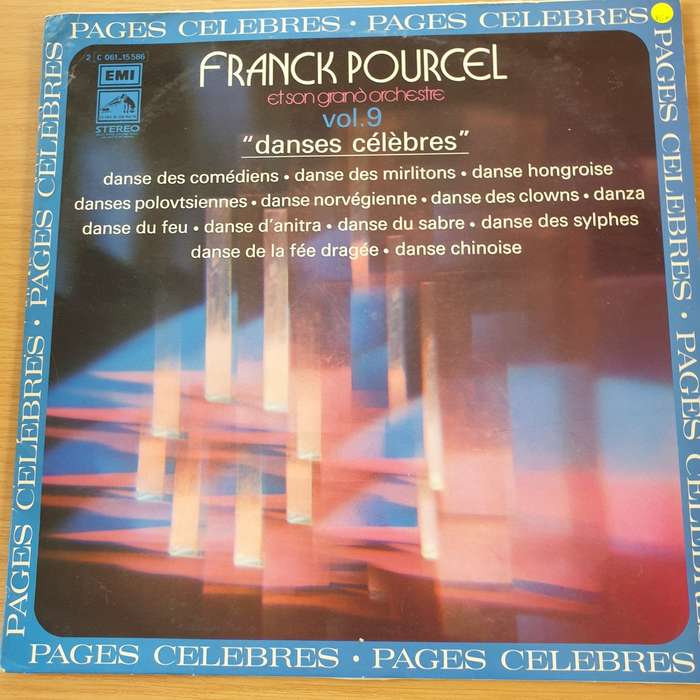 PAGES CELEBRES • PAGES CELEBRES
2 C 061-15586
EMI
STEREO
FRANCK POURCEL
et son grand orchestre
vol.9
"danses célèbres"
danse des comédiens • danse des mirlitons • danse hongroise
danses polovtsiennes • danse norvégienne • danse des clowns • danza
danse du feu • danse d'anitra • danse du sabre • danse des sylphes
danse de la fée dragée • danse chinoise
PAGES CÉLÈBRES • PAGES CÉLÈBRES
PAGES CELEBRES • PAGES CELEBRES
PAGES CELEBRES • PAGES CELEBRES